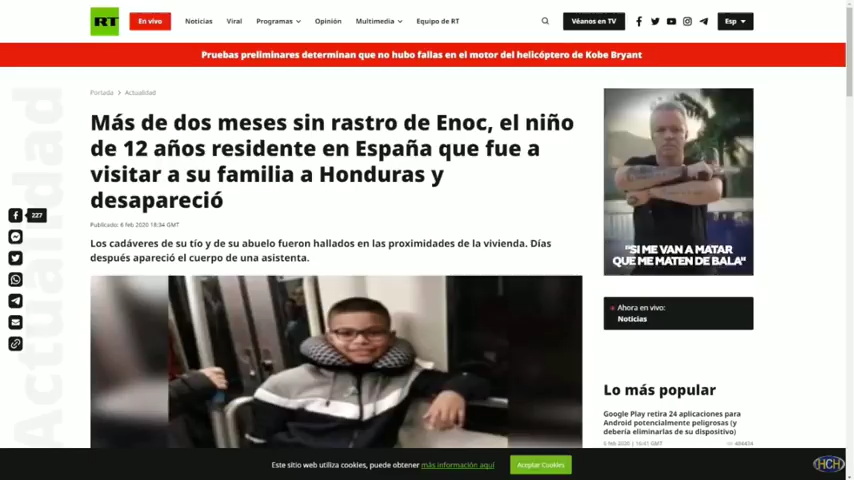 RT
En vivo
Noticias
Viral
Programas
Opinión
Multimedia
Equipo de RT
Véanos en TV
Esp
Pruebas preliminares determinan que no hubo fallas en el motor del helicóptero de Kobe Bryant
Portada > Actualidad
Actualidad
Más de dos meses sin rastro de Enoc, el niño
de 12 años residente en España que fue a
visitar a su familia a Honduras y
desapareció
227
Publicado: 6 feb 2020 18:34 GMT
Los cadáveres de su tío y de su abuelo fueron hallados en las proximidades de la vivienda. Días
después apareció el cuerpo de una asistenta.
"SI ME VAN A MATAR
QUE ME MATEN DE BALA"
Ahora en vivo:
Noticias
Lo más popular
Google Play retira 24 aplicaciones para
Android potencialmente peligrosas (y
debería eliminarlas de su dispositivo)
Este sitio web utiliza cookies, puede obtener más información aquí
Aceptar Cookies
HCH